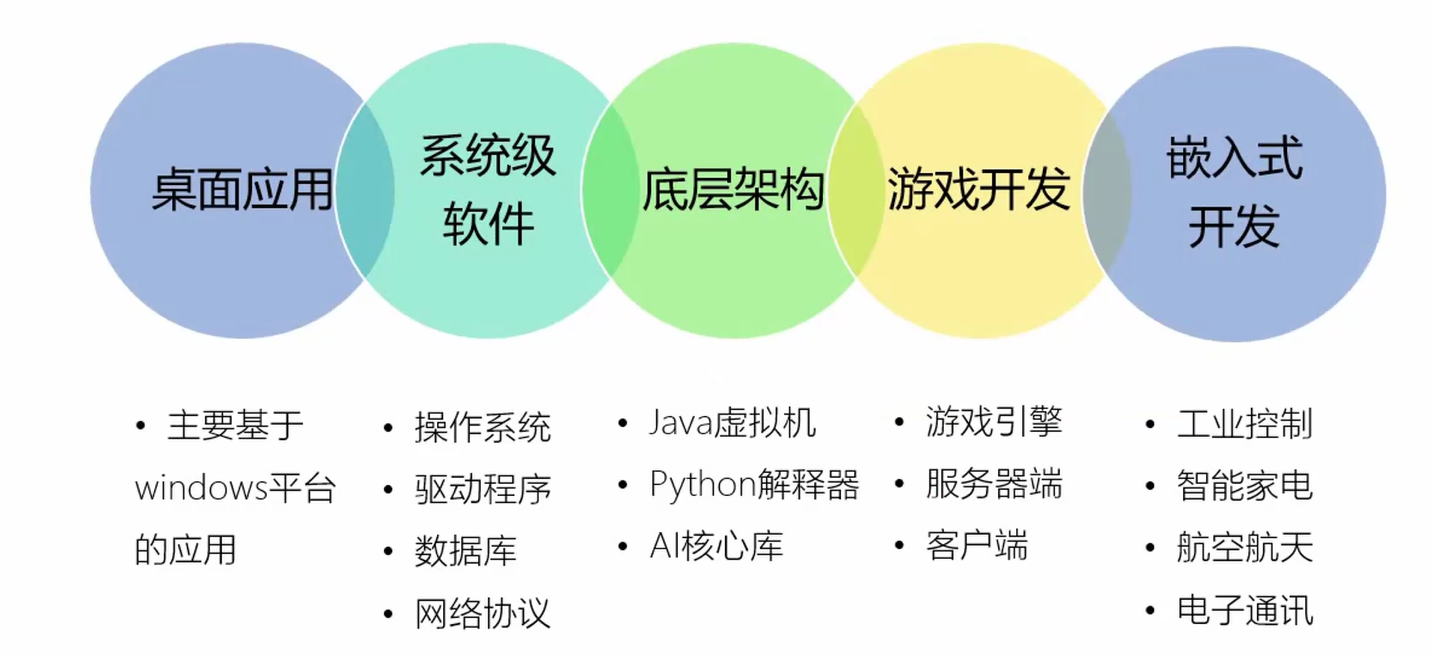 桌面应用
系统级
软件
底层架构
游戏开发
嵌入式
开发
• 主要基于
windows平台
的应用
• 操作系统
• 驱动程序
• 数据库
• 网络协议
• Java虚拟机
• Python解释器
• AI核心库
• 游戏引擎
• 服务器端
• 客户端
• 工业控制
• 智能家电
• 航空航天
• 电子通讯